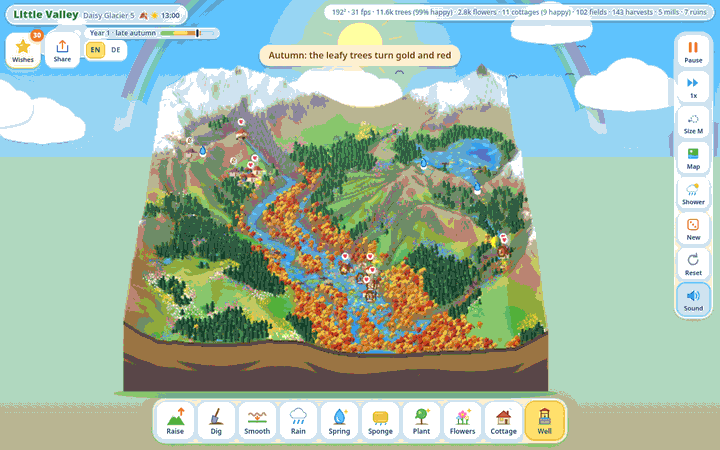 Little Valley Daisy Glacier 5 13:00
192² · 31 fps · 11.6k trees (99% happy) · 2.8k flowers · 11 cottages (9 happy) · 102 fields · 143 harvests · 5 mills · 7 ruins
Year 1 · late autumn
30
Wishes
Share
EN
DE
Autumn: the leafy trees turn gold and red
Pause
1x
Size M
Map
Shower
New
Reset
Sound
Raise
Dig
Smooth
Rain
Spring
Sponge
Plant
Flowers
Cottage
Well